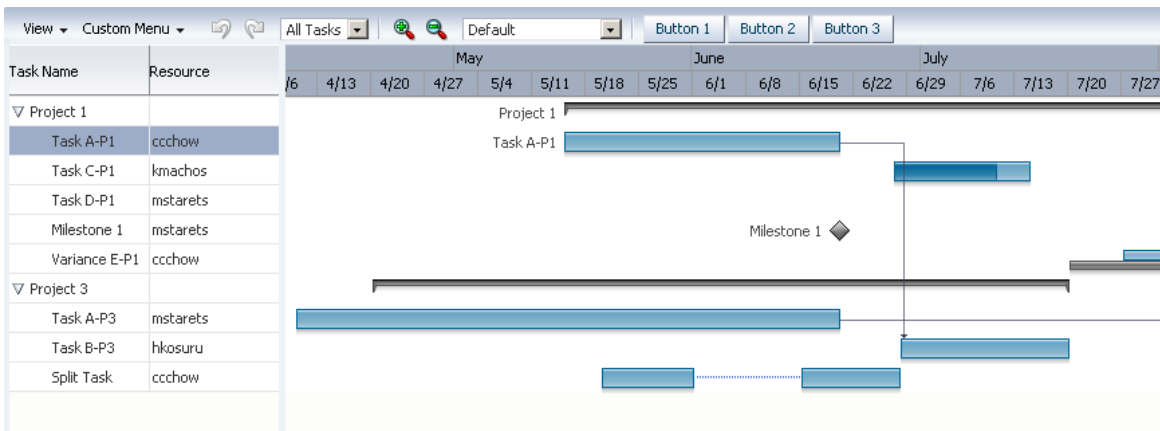 View Custom Menu All Tasks Default Button 1 Button 2 Button 3
Task Name Resource May June July
/6 4/13 4/20 4/27 5/4 5/11 5/18 5/25 6/1 6/8 6/15 6/22 6/29 7/6 7/13 7/20 7/27
Project 1 Project 1
Task A-P1 ccchow Task A-P1
Task C-P1 kmachos
Task D-P1 mstarets
Milestone 1 mstarets Milestone 1
Variance E-P1 ccchow
Project 3
Task A-P3 mstarets
Task B-P3 hkosuru
Split Task ccchow